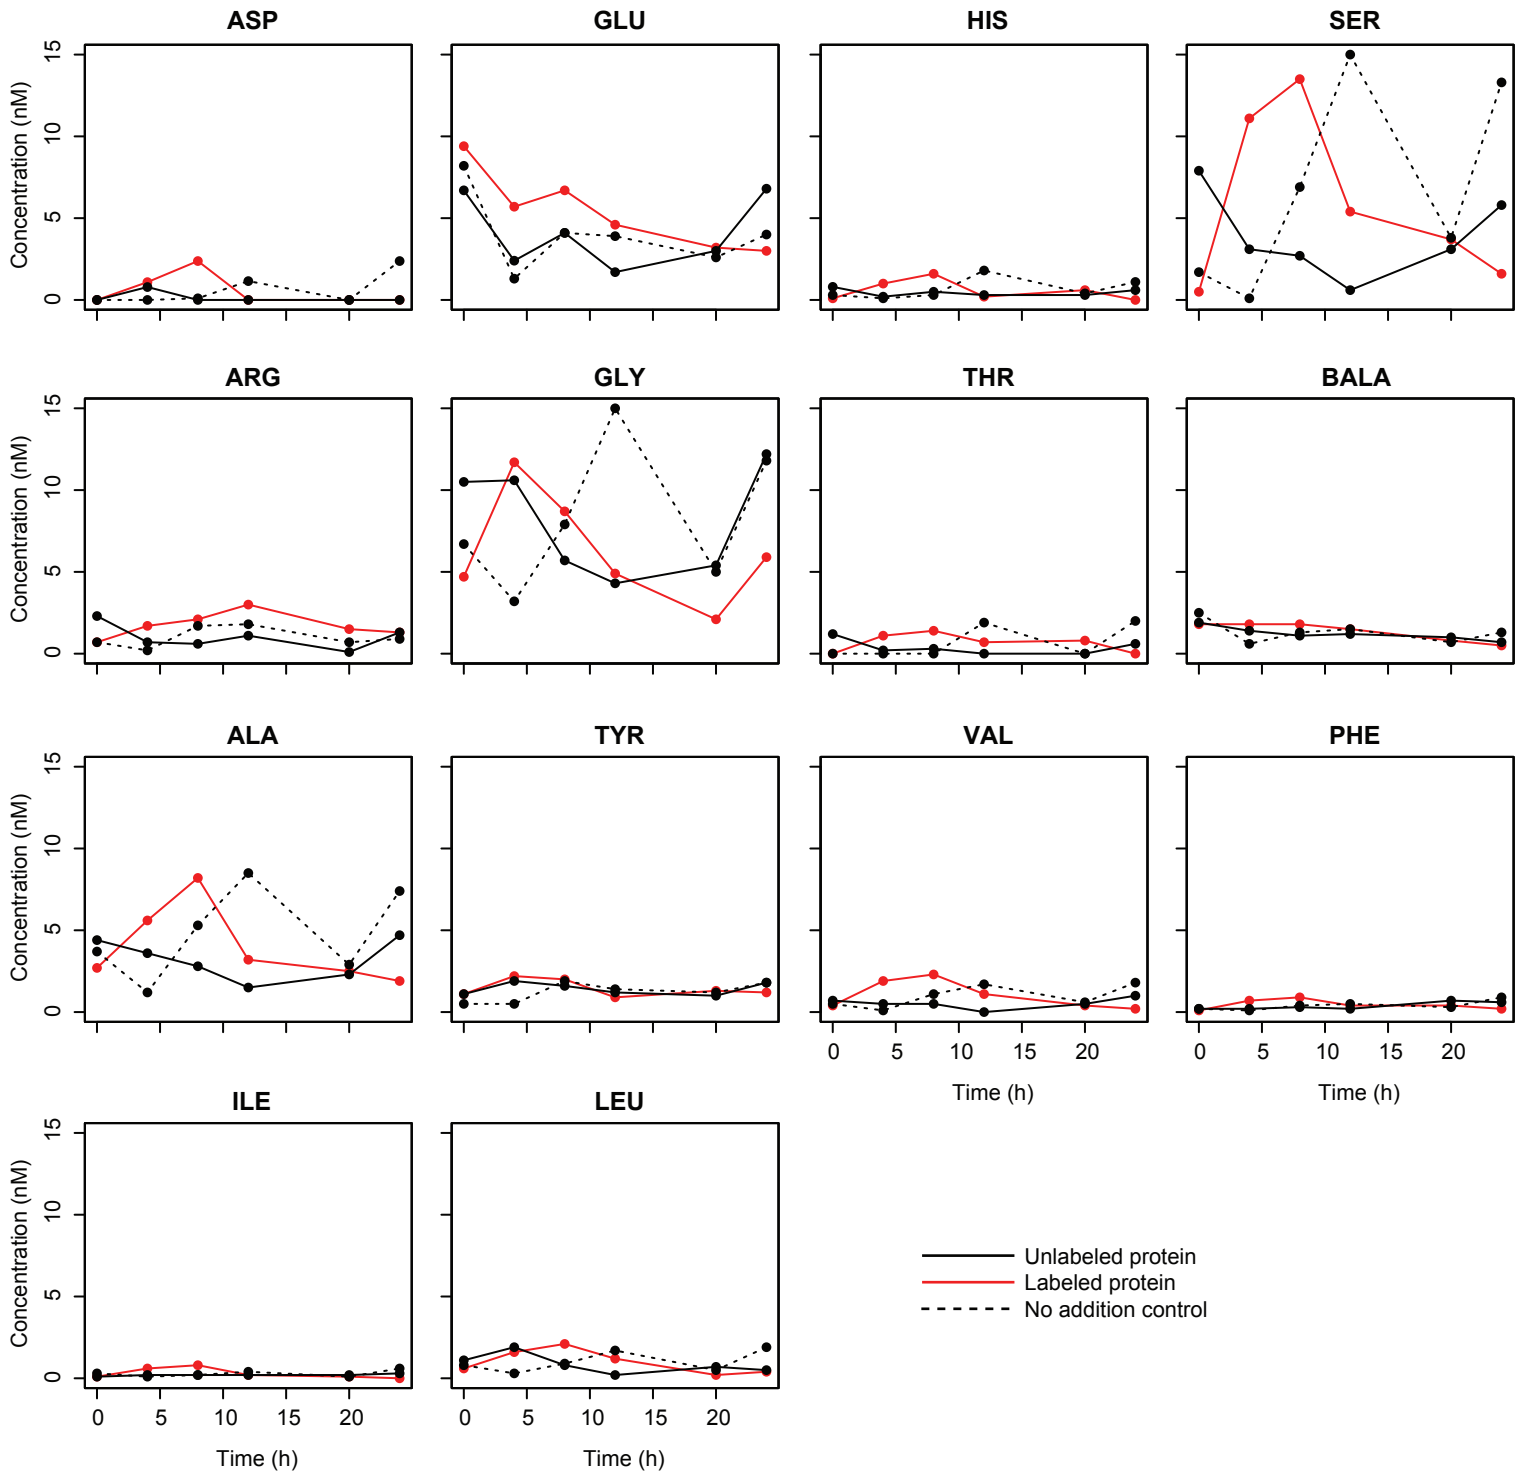 ASP GLU HIS SER
Concentration (nM)
15
10
5
0
ARG GLY THR BALA
Concentration (nM)
15
10
5
0
ALA TYR VAL PHE
Concentration (nM)
15
10
5
0
0 5 10 15 20 0 5 10 15 20
Time (h) Time (h)
ILE LEU
Concentration (nM)
15
10
5
0
Unlabeled protein
Labeled protein
No addition control
0 5 10 15 20 0 5 10 15 20
Time (h) Time (h)